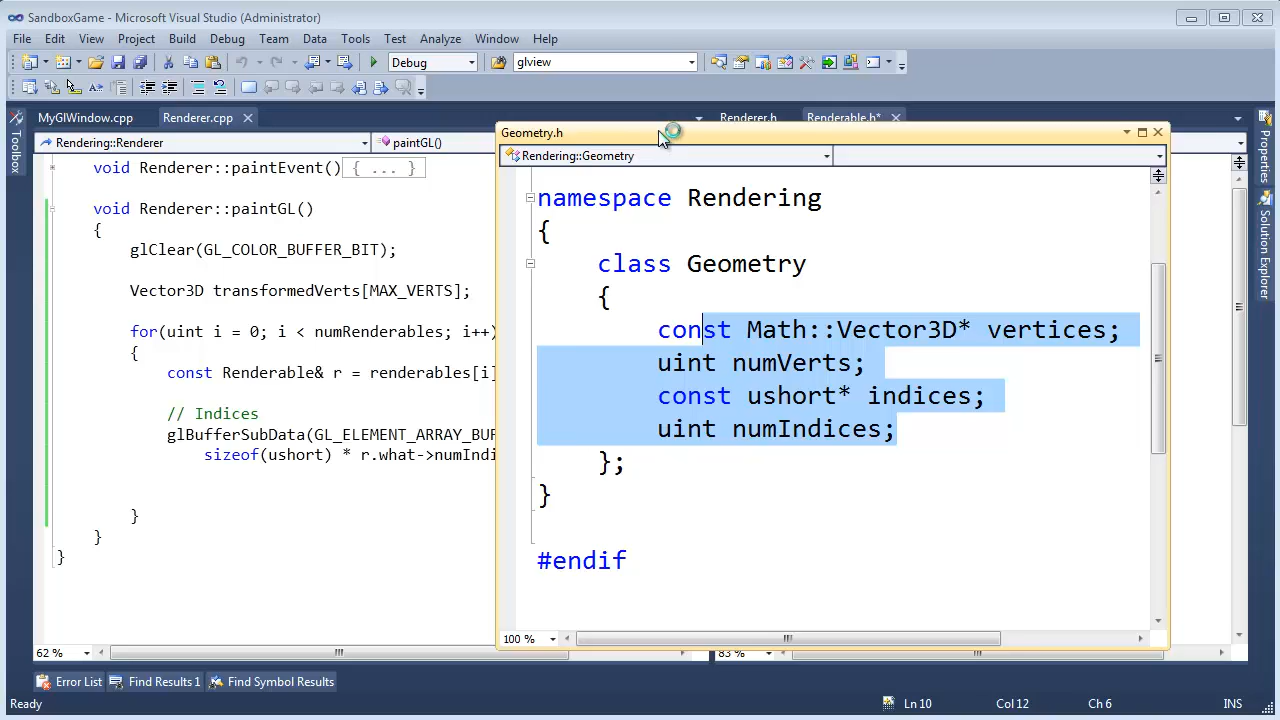 SandboxGame - Microsoft Visual Studio (Administrator)
File Edit View Project Build Debug Team Data Tools Test Analyze Window Help
Debug glview
MyGlWindow.cpp Renderer.cpp Renderer.h Renderable.h*
Rendering::Renderer paintGL()
Toolbox
void Renderer::paintEvent(){ ... }
void Renderer::paintGL()
{
glClear(GL_COLOR_BUFFER_BIT);
Vector3D transformedVerts[MAX_VERTS];
for(uint i = 0; i < numRenderables; i++)
{
const Renderable& r = renderables[i]
// Indices
glBufferSubData(GL_ELEMENT_ARRAY_BUF
sizeof(ushort) * r.what->numIndi
}
}
}
62 %
Geometry.h
Rendering::Geometry
namespace Rendering
{
class Geometry
{
const Math::Vector3D* vertices;
uint numVerts;
const ushort* indices;
uint numIndices;
};
}
#endif
100 %
83 %
Properties
Solution Explorer
Error List Find Results 1 Find Symbol Results
Ready Ln 10 Col 12 Ch 6 INS